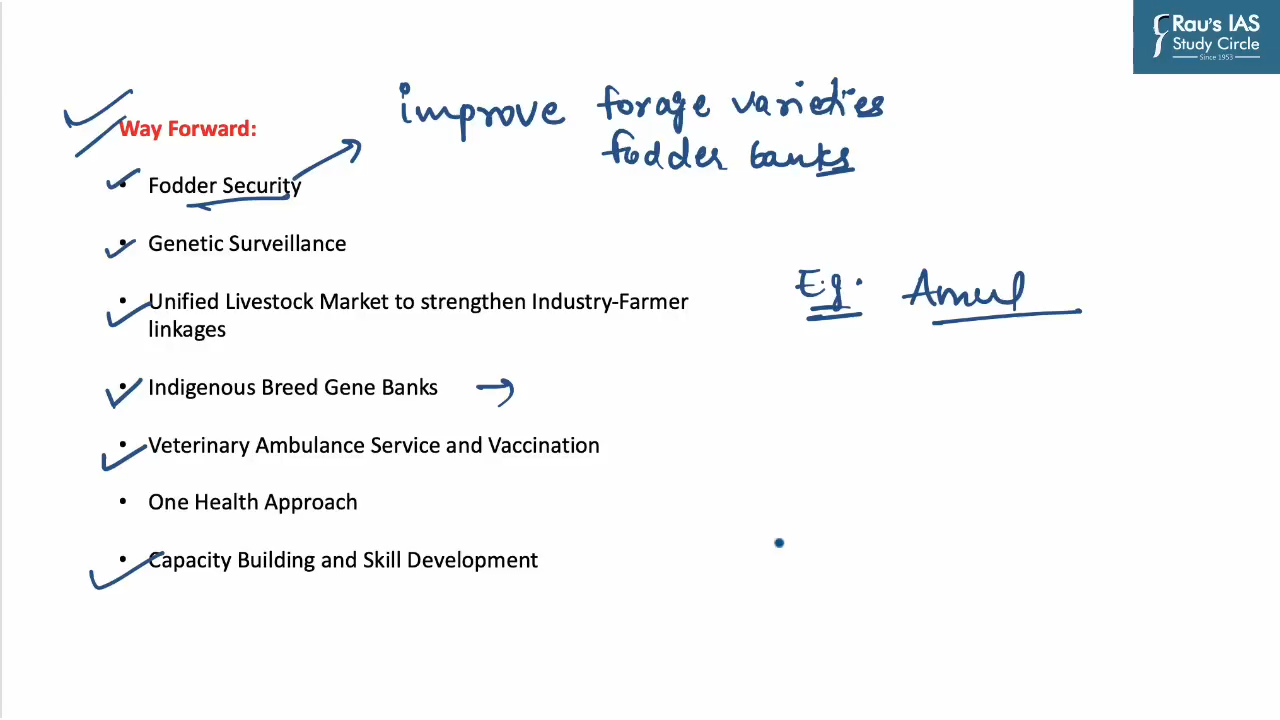 Rau's IAS
Study Circle
Since 1953
improve forage varieties
fodder banks
Way Forward:
• Fodder Security
• Genetic Surveillance
E.g. Amul
• Unified Livestock Market to strengthen Industry-Farmer
linkages
• Indigenous Breed Gene Banks
• Veterinary Ambulance Service and Vaccination
• One Health Approach
• Capacity Building and Skill Development